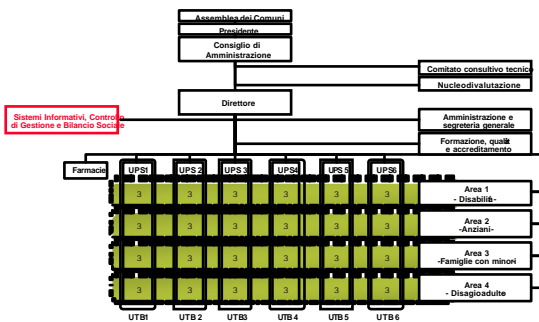 Assemblea dei Comuni
Presidente
Consiglio di
Amministrazione
Comitato consultivo tecnico
Nucleodivalutazione
Direttore
Sistemi Informativi, Controllo
di Gestione e Bilancio Sociale
Amministrazione e
segreteria generale
Formazione, qualità
e accreditamento
Farmacie
UPS1 UPS 2 UPS 3 UPS4 UPS 5 UPS6
3 3 3 3 3 3
Area 1
- Disabilità-
3 3 3 3 3 3
Area 2
-Anziani-
3 3 3 3 3 3
Area 3
-Famiglie con minori
3 3 3 3 3 3
Area 4
- Disagioadulto-
UTB1 UTB 2 UTB3 UTB 4 UTB5 UTB 6